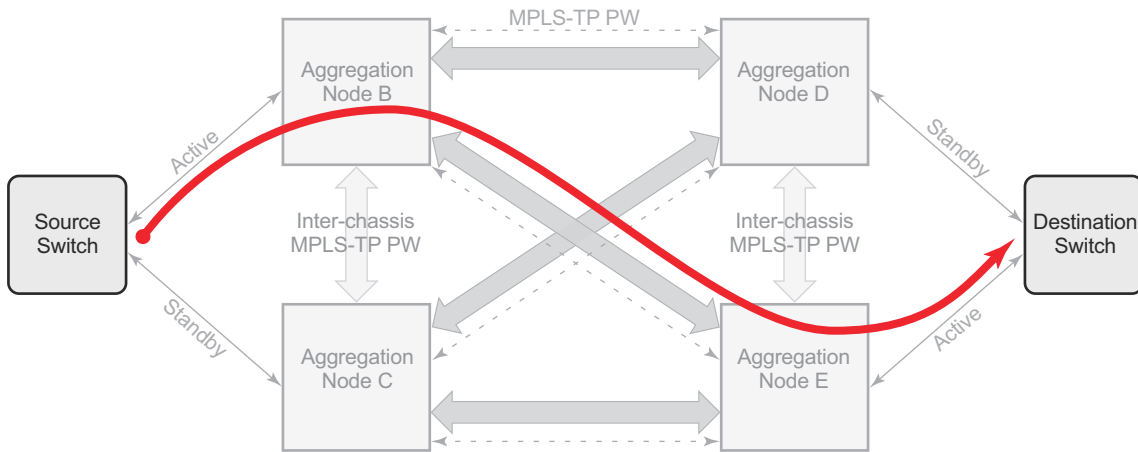 MPLS-TP PW
Aggregation
Node B
Aggregation
Node D
Active
Standby
Source
Switch
Inter-chassis
MPLS-TP PW
Inter-chassis
MPLS-TP PW
Destination
Switch
Standby
Active
Aggregation
Node C
Aggregation
Node E